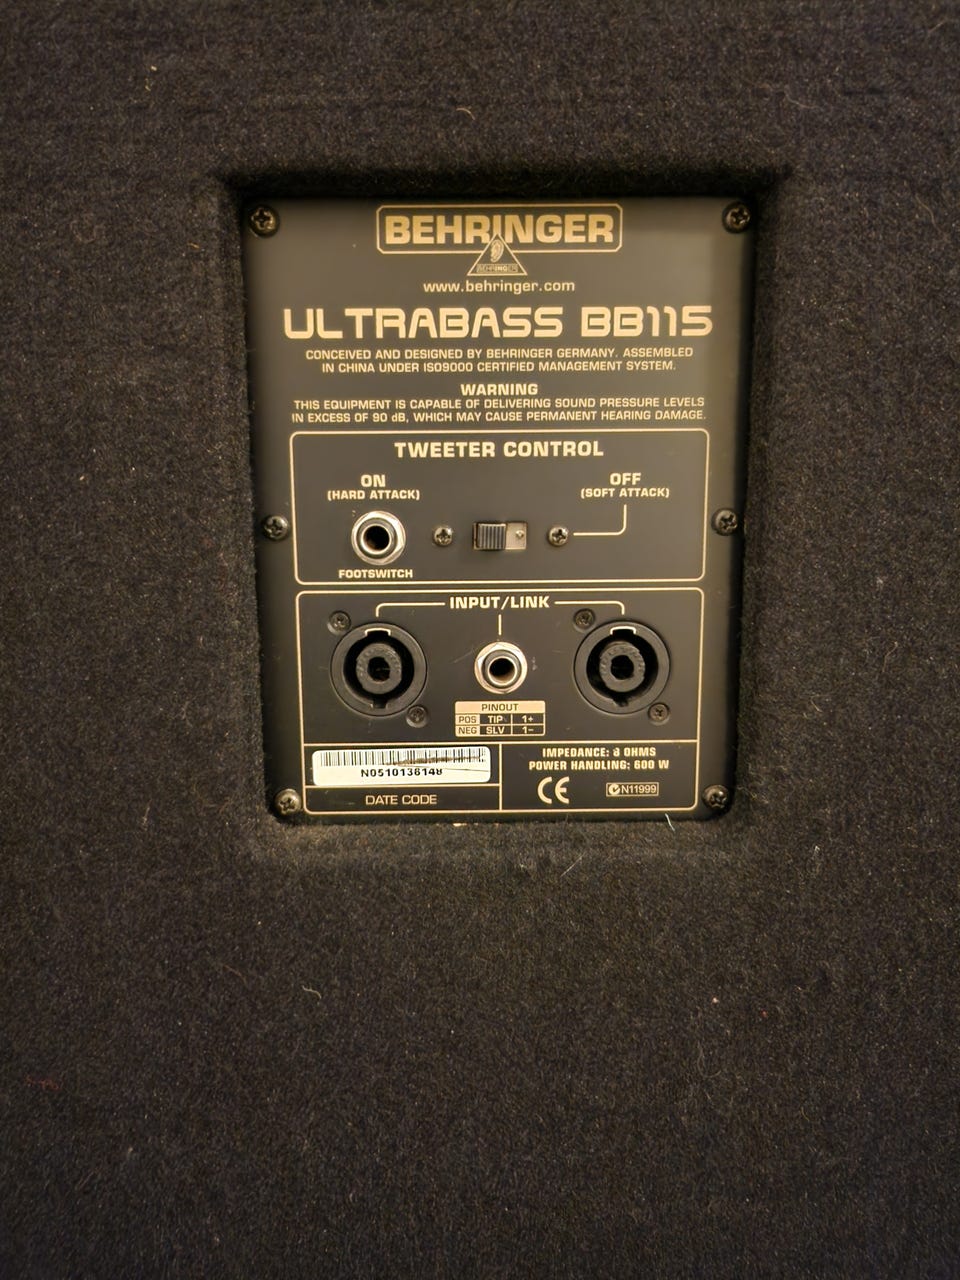 BEHRINGER
BEHRINGER
www.behringer.com
ULTRABASS BB115
CONCEIVED AND DESIGNED BY BEHRINGER GERMANY. ASSEMBLED
IN CHINA UNDER ISO9000 CERTIFIED MANAGEMENT SYSTEM.
WARNING
THIS EQUIPMENT IS CAPABLE OF DELIVERING SOUND PRESSURE LEVELS
IN EXCESS OF 90 dB, WHICH MAY CAUSE PERMANENT HEARING DAMAGE.
TWEETER CONTROL
ON
(HARD ATTACK)
OFF
(SOFT ATTACK)
FOOTSWITCH
INPUT/LINK
PINOUT
POS TIP 1+
NEG SLV 1-
N0510136148
DATE CODE
IMPEDANCE: 8 OHMS
POWER HANDLING: 600 W
CE
N11999